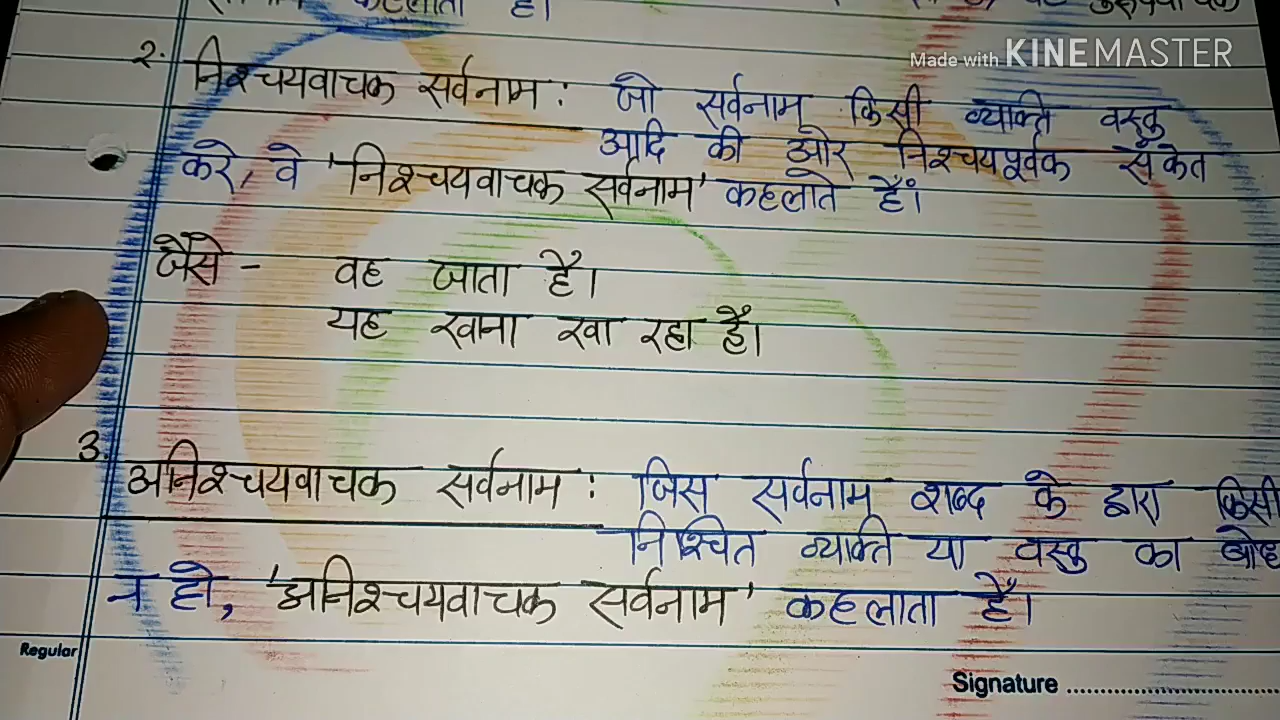 कहलाता है।
Made with KINEMASTER
२. निश्चयवाचक सर्वनाम : जो सर्वनाम किसी व्यक्ति वस्तु
आदि की ओर निश्चयपूर्वक संकेत
करे, वे 'निश्चयवाचक सर्वनाम' कहलाते हैं।
जैसे - वह जाता है।
यह खाना खा रहा है।
3. अनिश्चयवाचक सर्वनाम : जिस सर्वनाम शब्द के द्वारा किसी
निश्चित व्यक्ति या वस्तु का बोध
न हो, 'अनिश्चयवाचक सर्वनाम' कहलाता है।
Regular
Signature